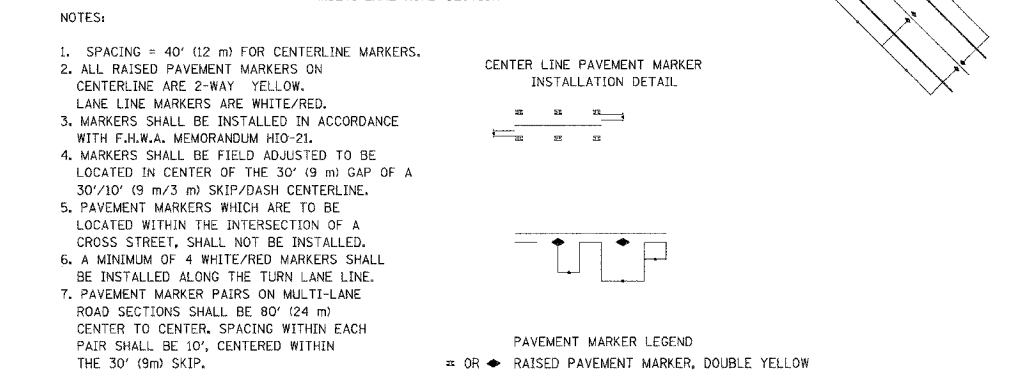 NOTES:
1. SPACING = 40' (12 m) FOR CENTERLINE MARKERS.
2. ALL RAISED PAVEMENT MARKERS ON
CENTERLINE ARE 2-WAY YELLOW.
LANE LINE MARKERS ARE WHITE/RED.
3. MARKERS SHALL BE INSTALLED IN ACCORDANCE
WITH F.H.W.A. MEMORANDUM HIO-21.
4. MARKERS SHALL BE FIELD ADJUSTED TO BE
LOCATED IN CENTER OF THE 30' (9 m) GAP OF A
30'/10' (9 m/3 m) SKIP/DASH CENTERLINE.
5. PAVEMENT MARKERS WHICH ARE TO BE
LOCATED WITHIN THE INTERSECTION OF A
CROSS STREET, SHALL NOT BE INSTALLED.
6. A MINIMUM OF 4 WHITE/RED MARKERS SHALL
BE INSTALLED ALONG THE TURN LANE LINE.
7. PAVEMENT MARKER PAIRS ON MULTI-LANE
ROAD SECTIONS SHALL BE 80' (24 m)
CENTER TO CENTER. SPACING WITHIN EACH
PAIR SHALL BE 10', CENTERED WITHIN
THE 30' (9m) SKIP.
CENTER LINE PAVEMENT MARKER
INSTALLATION DETAIL
PAVEMENT MARKER LEGEND
OR RAISED PAVEMENT MARKER, DOUBLE YELLOW